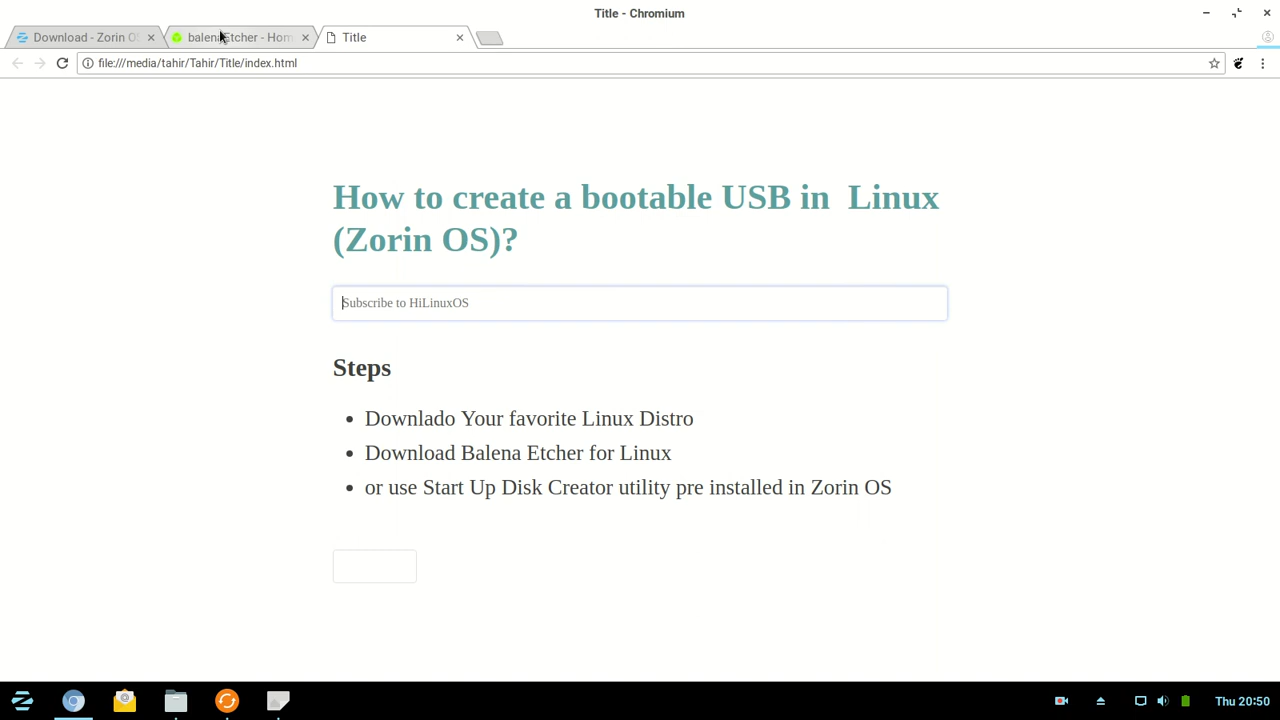 Title - Chromium
Download - Zorin O
balenaEtcher - Hom
Title
file:///media/tahir/Tahir/Title/index.html
How to create a bootable USB in  Linux
(Zorin OS)?
Subscribe to HiLinuxOS
Steps
Downlado Your favorite Linux Distro
Download Balena Etcher for Linux
or use Start Up Disk Creator utility pre installed in Zorin OS
Thu 20:50